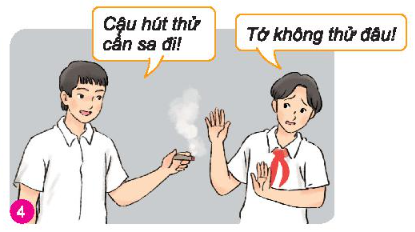 Cậu hút thử
cần sa đi!
Tớ không thử đâu!
4